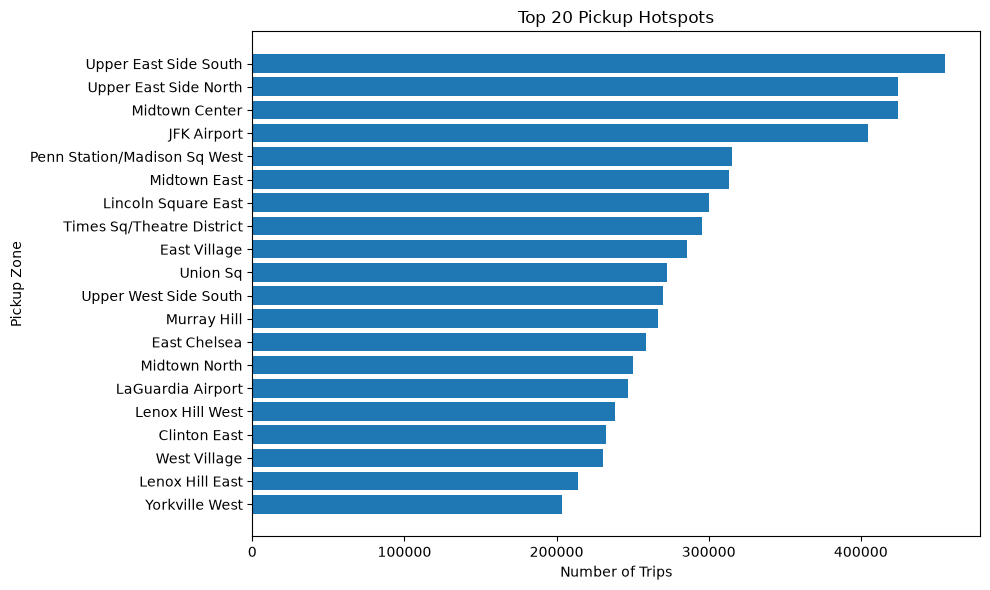 Top 20 Pickup Hotspots
Pickup Zone
Upper East Side South
Upper East Side North
Midtown Center
JFK Airport
Penn Station/Madison Sq West
Midtown East
Lincoln Square East
Times Sq/Theatre District
East Village
Union Sq
Upper West Side South
Murray Hill
East Chelsea
Midtown North
LaGuardia Airport
Lenox Hill West
Clinton East
West Village
Lenox Hill East
Yorkville West
0 100000 200000 300000 400000
Number of Trips